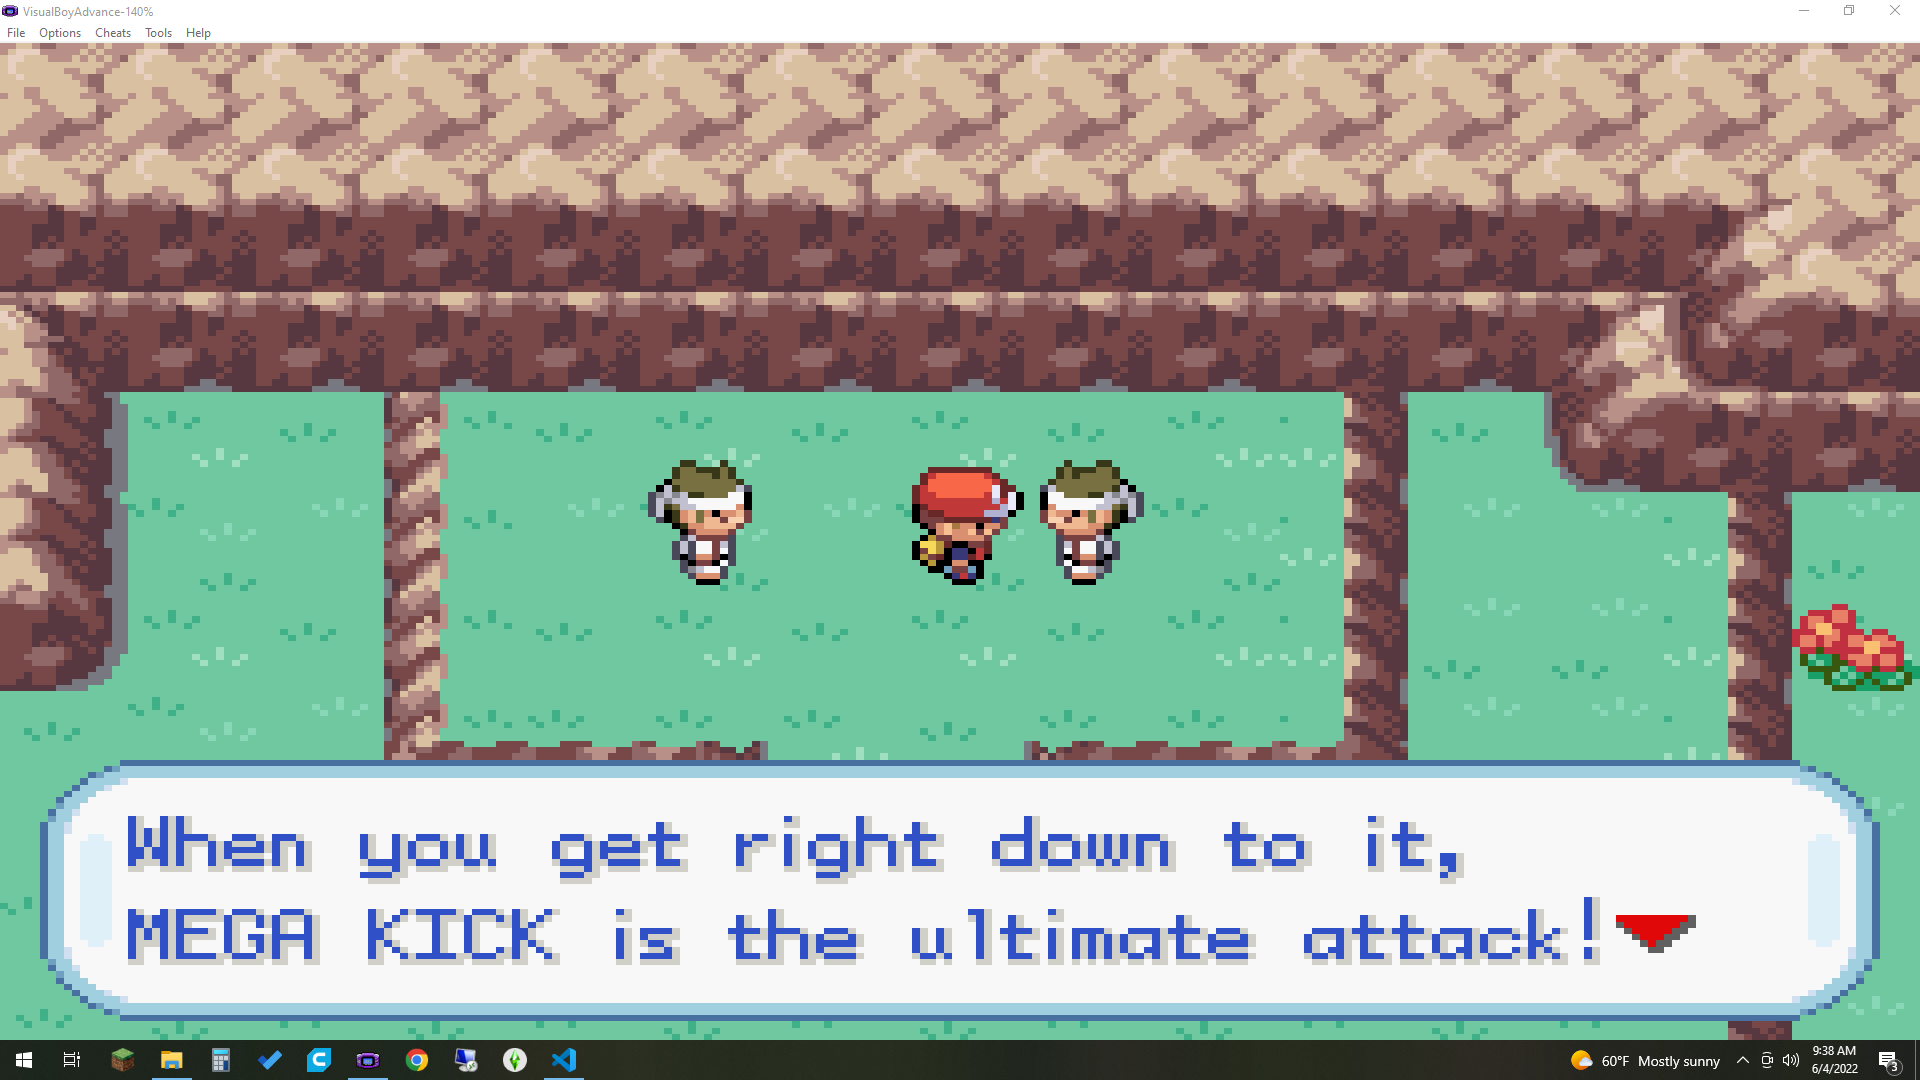 VisualBoyAdvance-140%
File Options Cheats Tools Help
When you get right down to it,
MEGA KICK is the ultimate attack!
60°F Mostly sunny
9:38 AM
6/4/2022
3